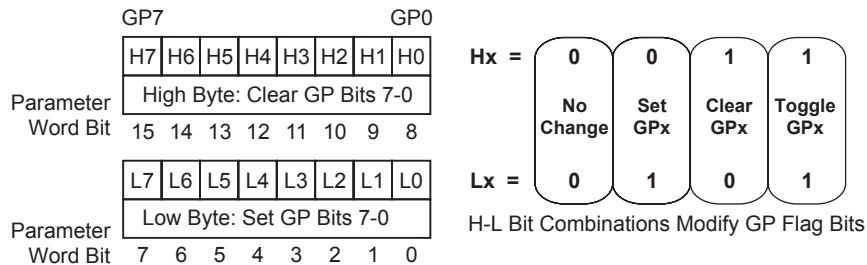 GP7 GP0
H7 H6 H5 H4 H3 H2 H1 H0
High Byte: Clear GP Bits 7-0
Parameter
Word Bit 15 14 13 12 11 10 9 8
L7 L6 L5 L4 L3 L2 L1 L0
Low Byte: Set GP Bits 7-0
Parameter
Word Bit 7 6 5 4 3 2 1 0
Hx = 0 0 1 1
No Set Clear Toggle
Change GPx GPx GPx
Lx = 0 1 0 1
H-L Bit Combinations Modify GP Flag Bits